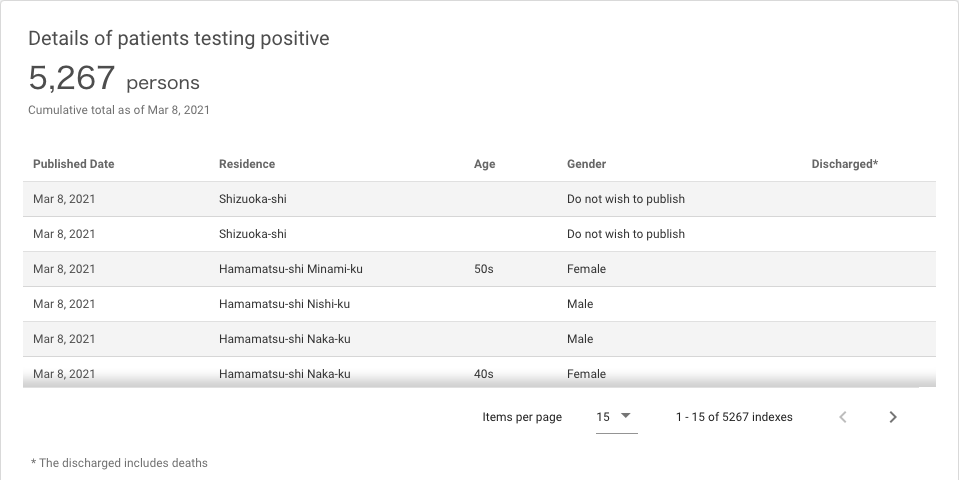 Details of patients testing positive
5,267 persons
Cumulative total as of Mar 8, 2021
Published Date Residence Age Gender Discharged*
Mar 8, 2021 Shizuoka-shi Do not wish to publish
Mar 8, 2021 Shizuoka-shi Do not wish to publish
Mar 8, 2021 Hamamatsu-shi Minami-ku 50s Female
Mar 8, 2021 Hamamatsu-shi Nishi-ku Male
Mar 8, 2021 Hamamatsu-shi Naka-ku Male
Mar 8, 2021 Hamamatsu-shi Naka-ku 40s Female
Items per page 15 1 - 15 of 5267 indexes
* The discharged includes deaths